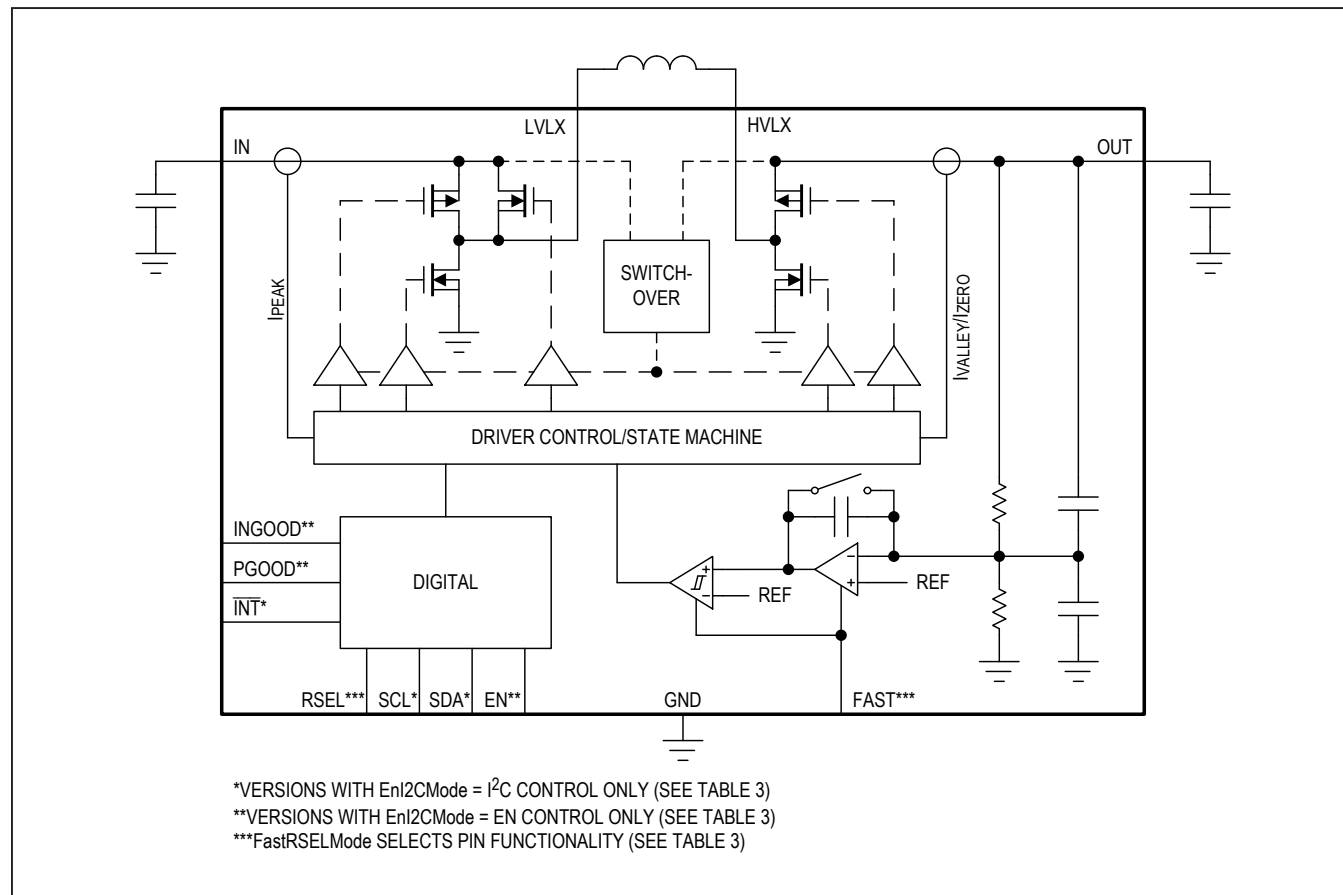 LVLX
HVLX
IN
OUT
SWITCH-
OVER
IPEAK
IVALLEY/IZERO
DRIVER CONTROL/STATE MACHINE
INGOOD**
PGOOD**
INT*
DIGITAL
REF
REF
RSEL***
SCL*
SDA*
EN**
GND
FAST***
*VERSIONS WITH EnI2CMode = I2C CONTROL ONLY (SEE TABLE 3)
**VERSIONS WITH EnI2CMode = EN CONTROL ONLY (SEE TABLE 3)
***FastRSELMode SELECTS PIN FUNCTIONALITY (SEE TABLE 3)